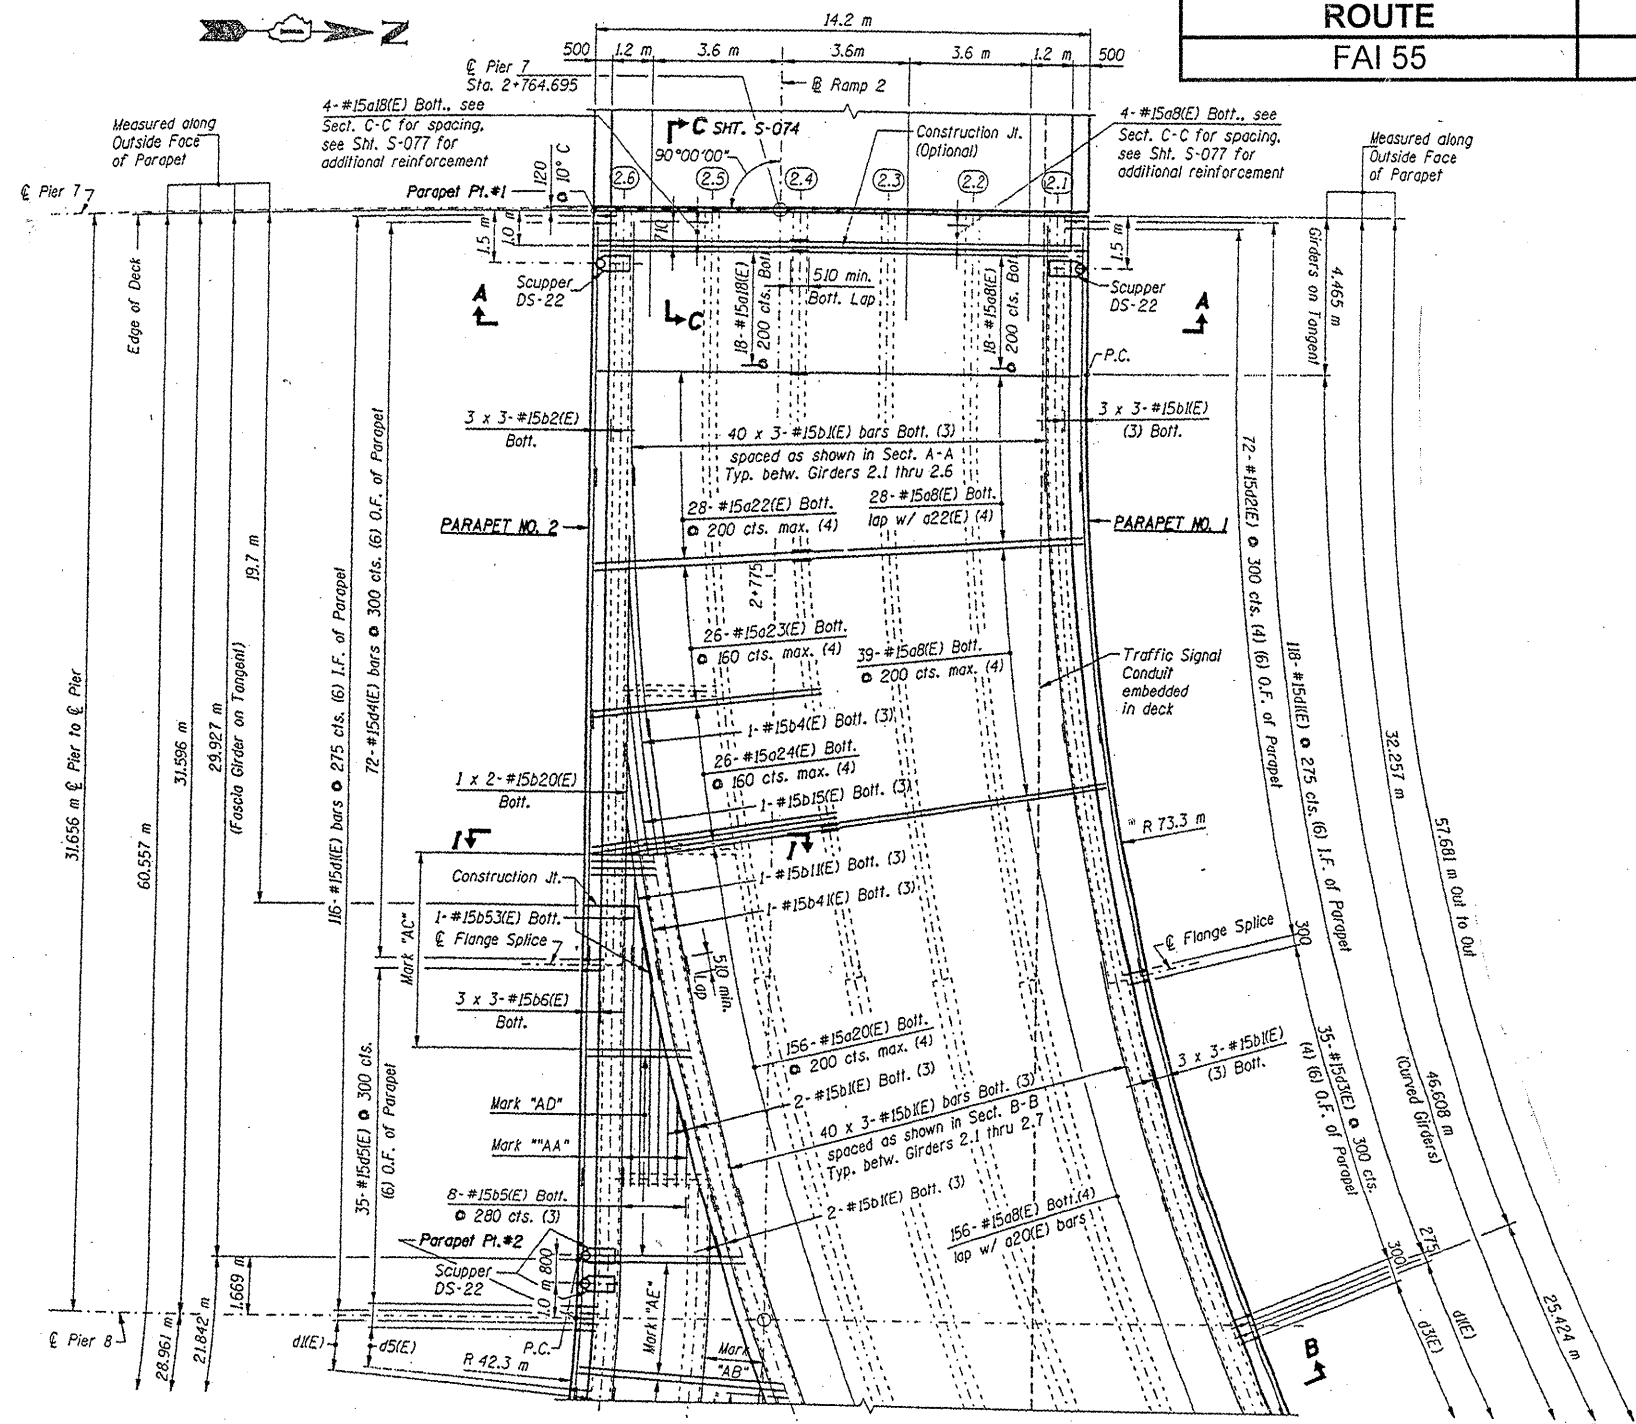 ROUTE
FAI 55
N
14.2 m
500
1.2 m
3.6 m
3.6m
3.6 m
1.2 m
500
℄ Pier 7
Sta. 2+764.695
Ramp 2
4-#15a18(E) Bott., see
Sect. C-C for spacing,
see Sht. S-077 for
additional reinforcement
C SHT. S-074
90°00'00"
Construction Jt.
(Optional)
4-#15a8(E) Bott., see
Sect. C-C for spacing,
see Sht. S-077 for
additional reinforcement
Measured along
Outside Face
of Parapet
Measured along
Outside Face
of Parapet
℄ Pier 7
Parapet Pt.#1
120
@ 10° C
2.6
2.5
2.4
2.3
2.2
2.1
1.5 m
1.0 m
710
1.5 m
Edge of Deck
Scupper
DS-22
A
C
18-#15a18(E)
@ 200 cts. Bott
510 min.
Bott. Lap
18-#15a8(E)
@ 200 cts. Bott
Scupper
DS-22
A
Girders on Tangent
4.465 m
P.C.
3 x 3-#15b2(E)
Bott.
40 x 3-#15b1(E) bars Bott. (3)
spaced as shown in Sect. A-A
Typ. betw. Girders 2.1 thru 2.6
3 x 3-#15b1(E)
(3) Bott.
28-#15a22(E) Bott.
@ 200 cts. max. (4)
28-#15a8(E) Bott.
lap w/ a22(E) (4)
PARAPET NO. 2
PARAPET NO. 1
2+775
26-#15a23(E) Bott.
@ 160 cts. max. (4)
39-#15a8(E) Bott.
@ 200 cts. max. (4)
Traffic Signal
Conduit
embedded
in deck
1-#15b4(E) Bott. (3)
26-#15a24(E) Bott.
@ 160 cts. max. (4)
1-#15b15(E) Bott. (3)
1 x 2-#15b20(E)
Bott.
* R 73.3 m
1
1
Construction Jt.
1-#15b11(E) Bott. (3)
1-#15b41(E) Bott. (3)
1-#15b53(E) Bott.
℄ Flange Splice
℄ Flange Splice
300
Mark "AC"
510 min.
Lap
3 x 3-#15b6(E)
Bott.
156-#15a20(E) Bott.
@ 200 cts. max. (4)
2-#15b1(E) Bott. (3)
3 x 3-#15b1(E)
(3) Bott.
40 x 3-#15b1(E) bars Bott. (3)
spaced as shown in Sect. B-B
Typ. betw. Girders 2.1 thru 2.7
Mark "AD"
Mark ""AA"
2-#15b1(E) Bott. (3)
8-#15b5(E) Bott.
@ 280 cts. (3)
156-#15a8(E) Bott.(4)
lap w/ a20(E) bars
Parapet Pt.#2
Scupper
DS-22
1.0 m
800
Mark "AE"
Mark
"AB"
P.C.
R 42.3 m
℄ Pier 8
d1(E)
d5(E)
B
31.656 m ℄ Pier to ℄ Pier
60.557 m
31.596 m
29.927 m
(Fascia Girder on Tangent)
19.7 m
116-#15d1(E) bars @ 275 cts. (6) I.F. of Parapet
72-#15d4(E) bars @ 300 cts. (6) O.F. of Parapet
35-#15d5(E) @ 300 cts.
(6) O.F. of Parapet
1.669 m
28.961 m
21.842' m
72-#15d2(E) @ 300 cts. (4) (6) O.F. of Parapet
118-#15d1(E) @ 275 cts. (6) I.F. of Parapet
32.257 m
57.681 m Out to Out
35-#15d3(E) @ 300 cts.
(4) (6) O.F. of Parapet
46.608 m
(Curved Girders)
300
275
d3(E)
d1(E)
25.424 m